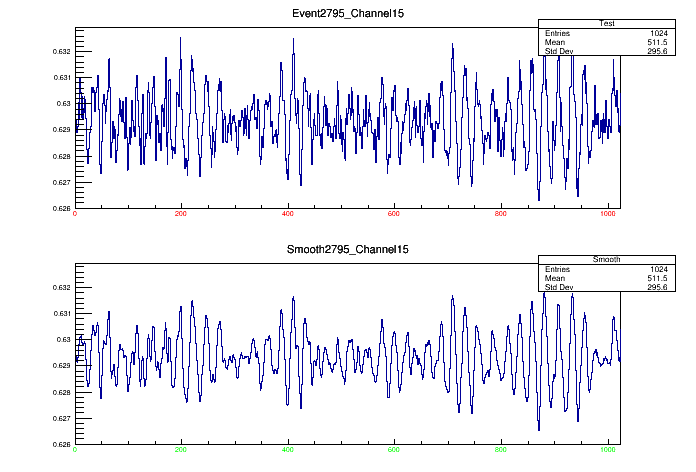 Event2795_Channel15
Test
Entries 1024
Mean 511.5
Std Dev 295.6
0.632
0.631
0.63
0.629
0.628
0.627
0.626
0 200 400 600 800 1000
Smooth2795_Channel15
Smooth
Entries 1024
Mean 511.5
Std Dev 295.6
0.632
0.631
0.63
0.629
0.628
0.627
0.626
0 200 400 600 800 1000